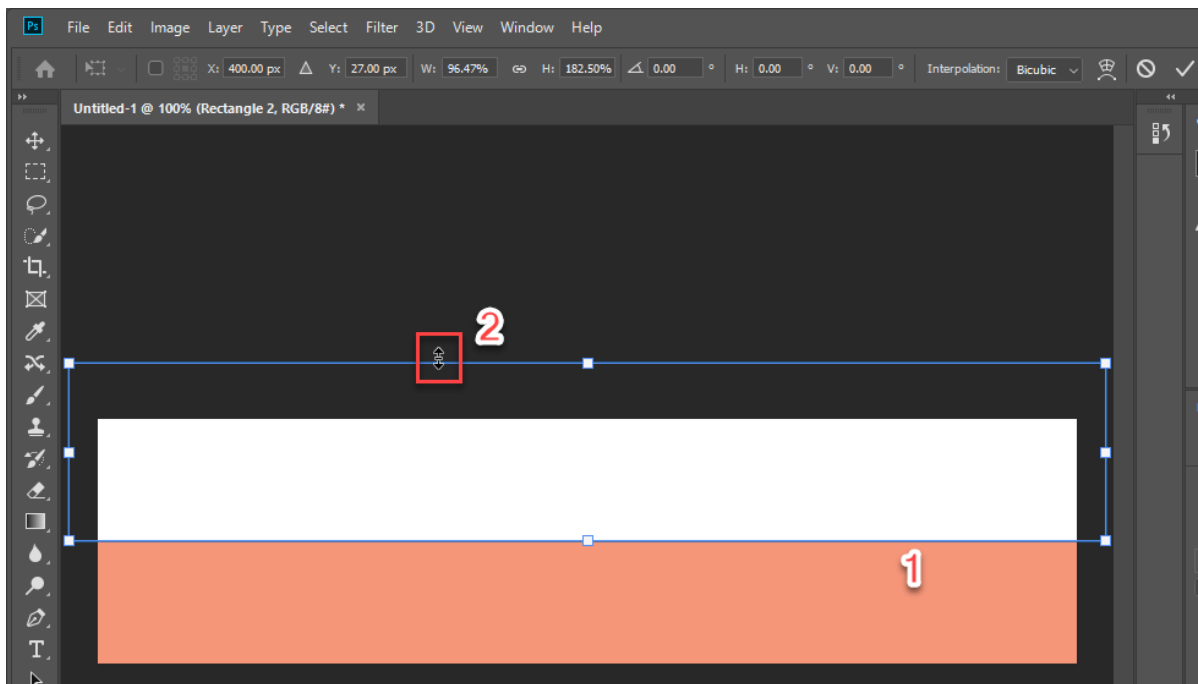 Ps File Edit Image Layer Type Select Filter 3D View Window Help
X: 400.00 px Δ Y: 27.00 px W: 96.47% H: 182.50% 0.00 ° H: 0.00 ° V: 0.00 ° Interpolation: Bicubic
Untitled-1 @ 100% (Rectangle 2, RGB/8#) * ×
2
1
T